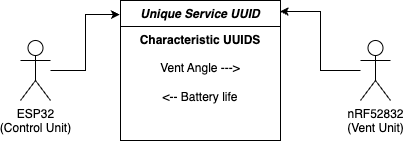 Unique Service UUID
Characteristic UUIDS
Vent Angle --->
<-- Battery life
ESP32
(Control Unit)
nRF52832
(Vent Unit)